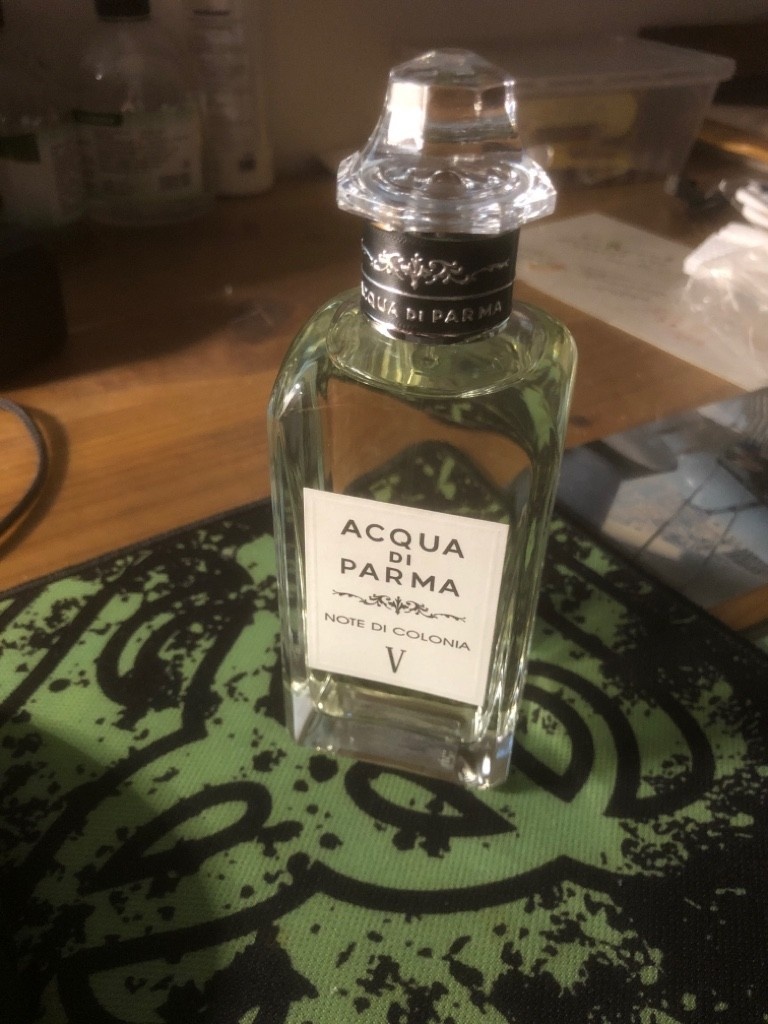 ACQUA DI PARMA
ACQUA
DI
PARMA
NOTE DI COLONIA
V